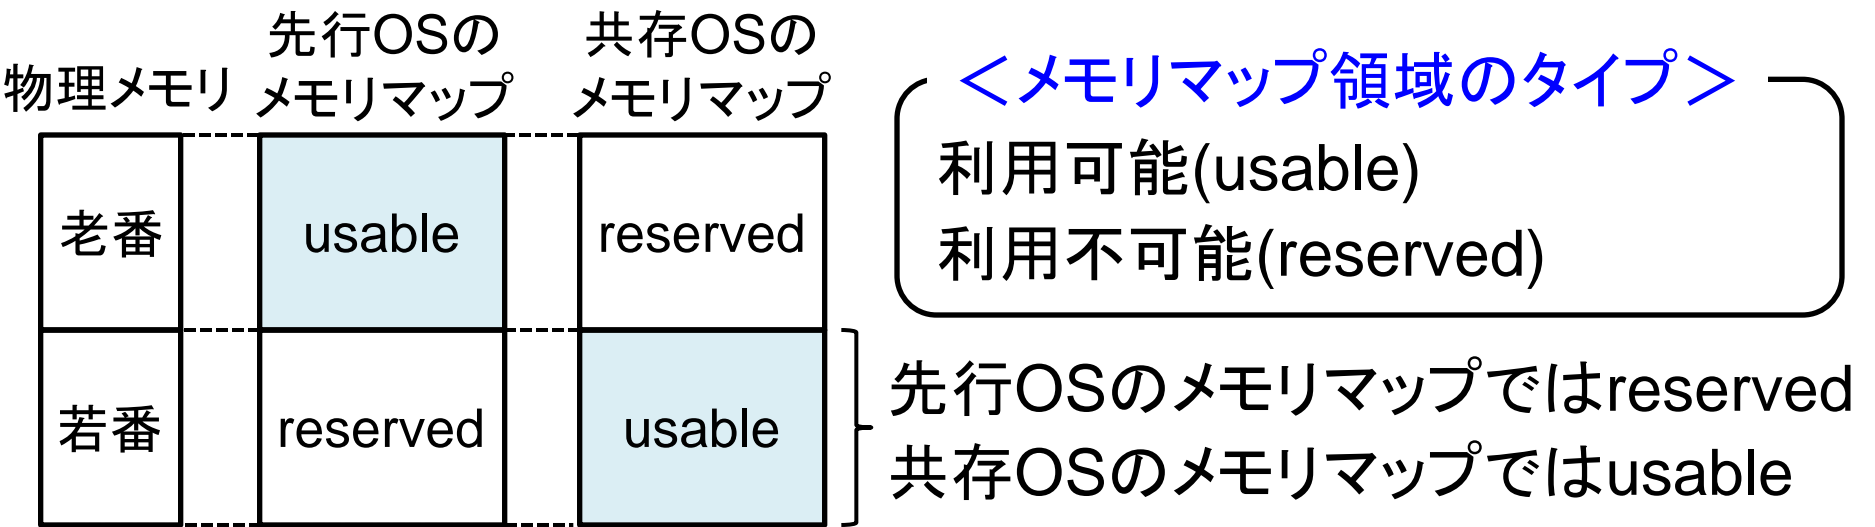 物理メモリ
先行OSの
メモリマップ
共存OSの
メモリマップ
老番
usable
reserved
若番
reserved
usable
＜メモリマップ領域のタイプ＞
利用可能(usable)
利用不可能(reserved)
先行OSのメモリマップではreserved
共存OSのメモリマップではusable